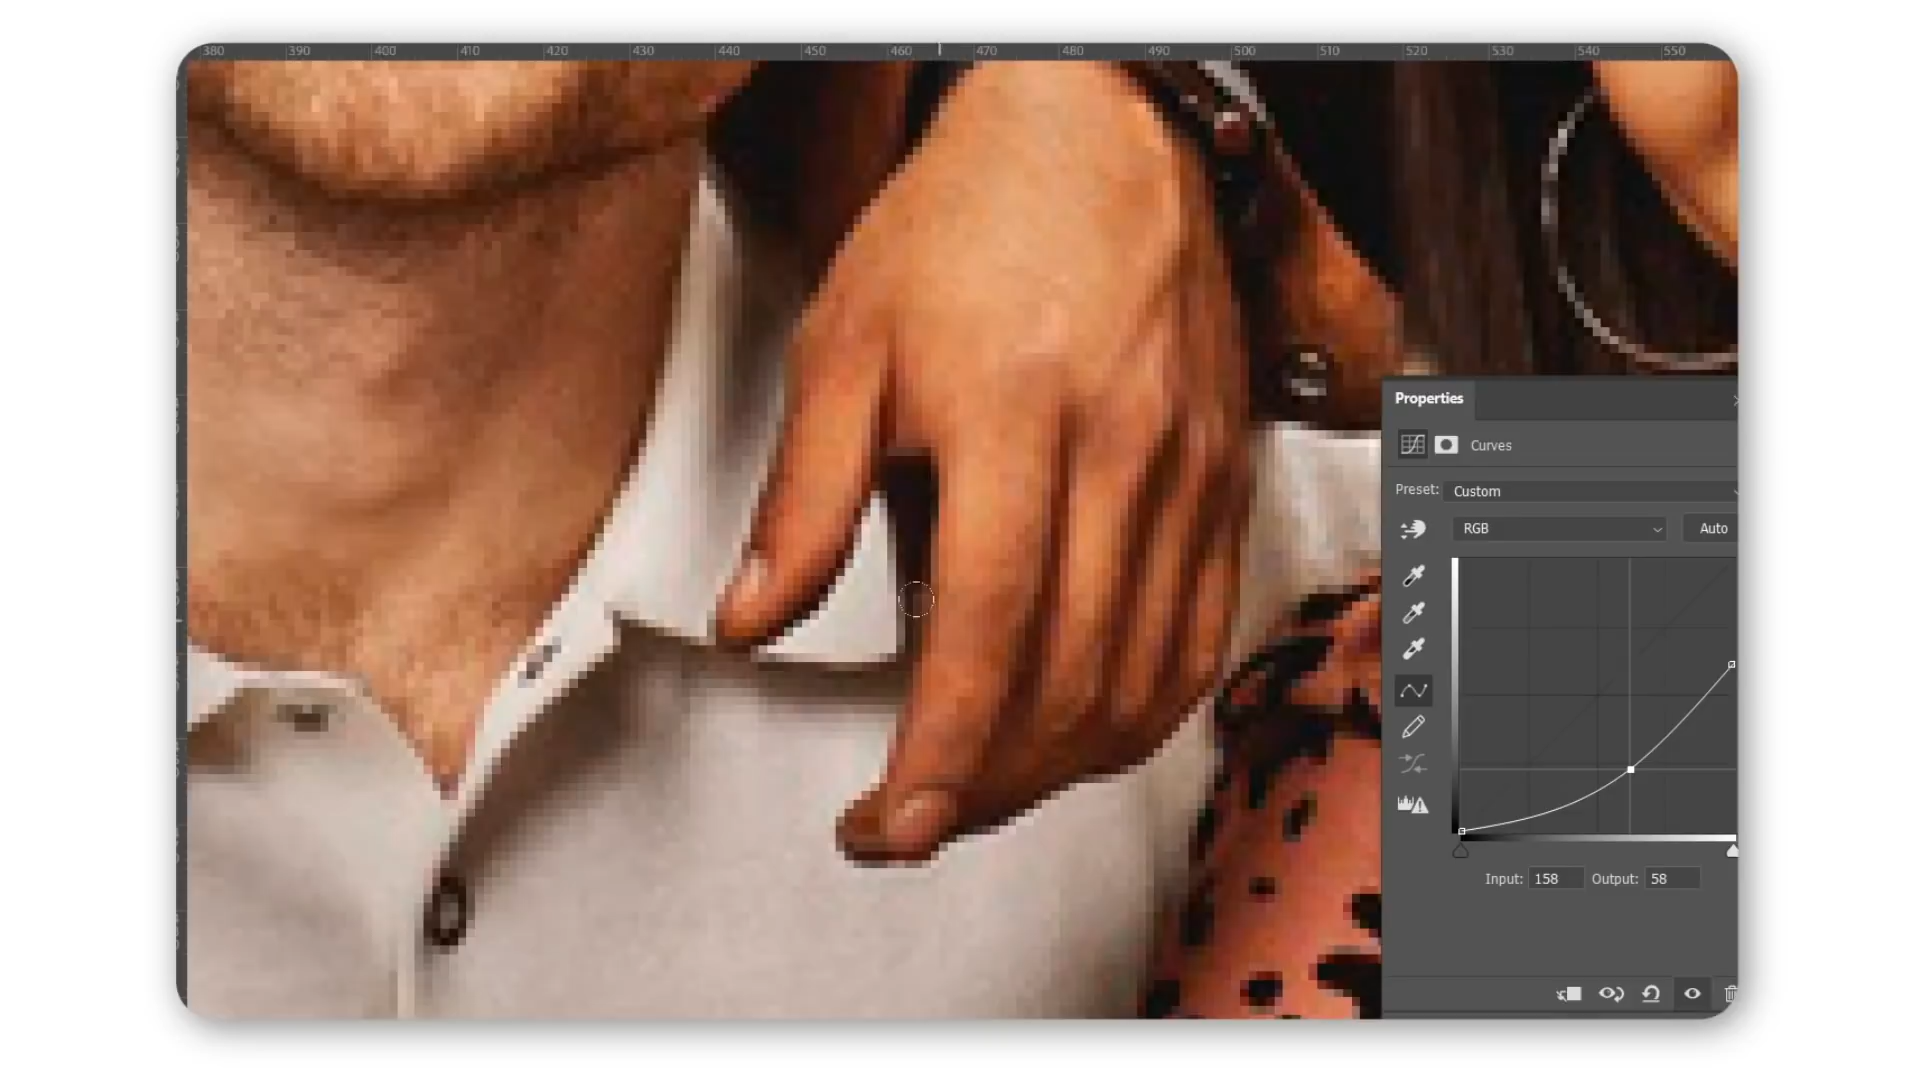 380 390 400 410 420 430 440 450 460 470 480 490 500 510 520 530 540 550
Properties
Curves
Preset: Custom
RGB Auto
Input: 158 Output: 58